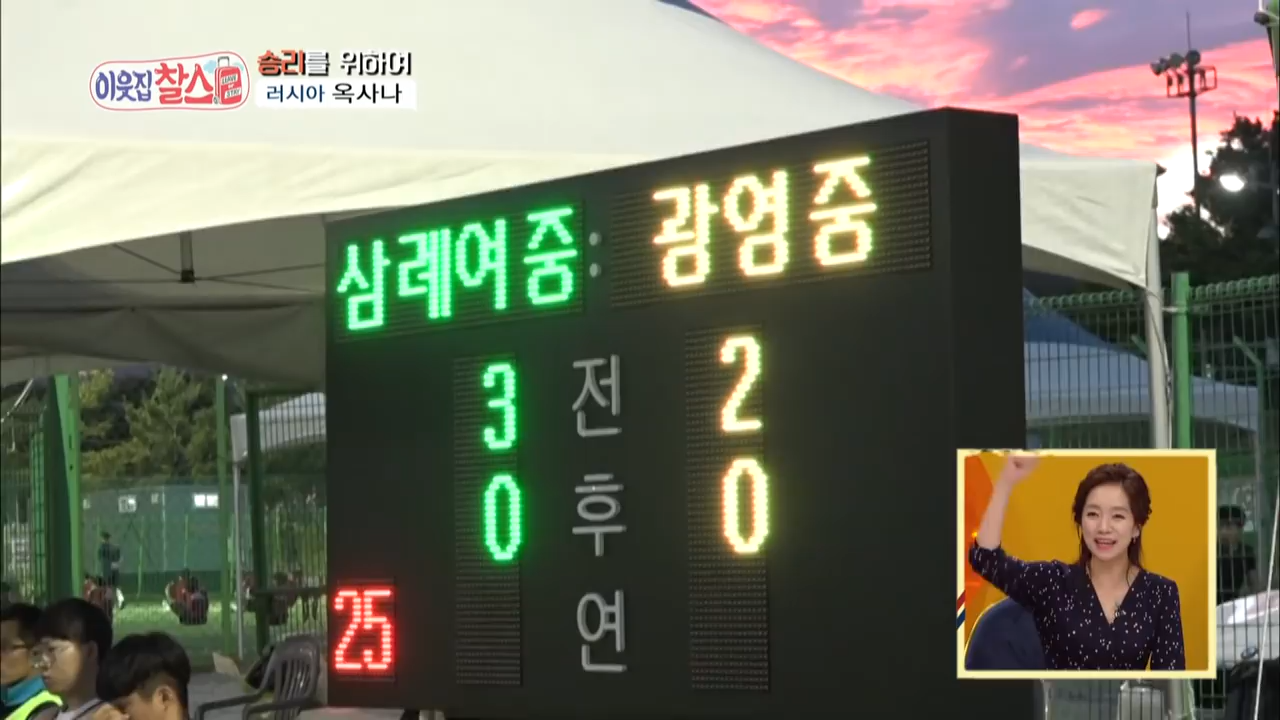 이웃집 찰스
승리를 위하여
러시아 옥사나
삼례여중 : 광영중
3 전 2
0 후 0
연
25